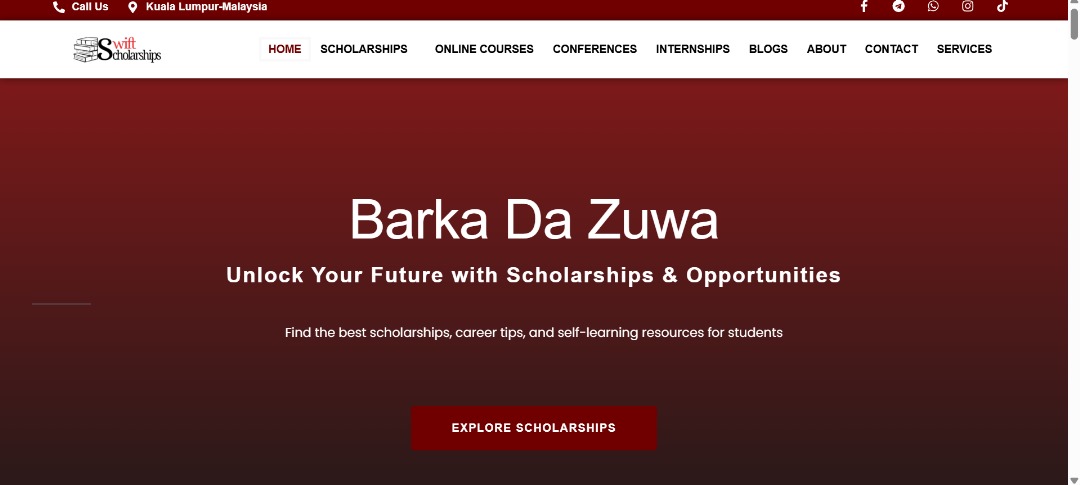 Call Us
Kuala Lumpur-Malaysia
Swift
Scholarships
HOME
SCHOLARSHIPS
ONLINE COURSES
CONFERENCES
INTERNSHIPS
BLOGS
ABOUT
CONTACT
SERVICES
Barka Da Zuwa
Unlock Your Future with Scholarships & Opportunities
Find the best scholarships, career tips, and self-learning resources for students
EXPLORE SCHOLARSHIPS